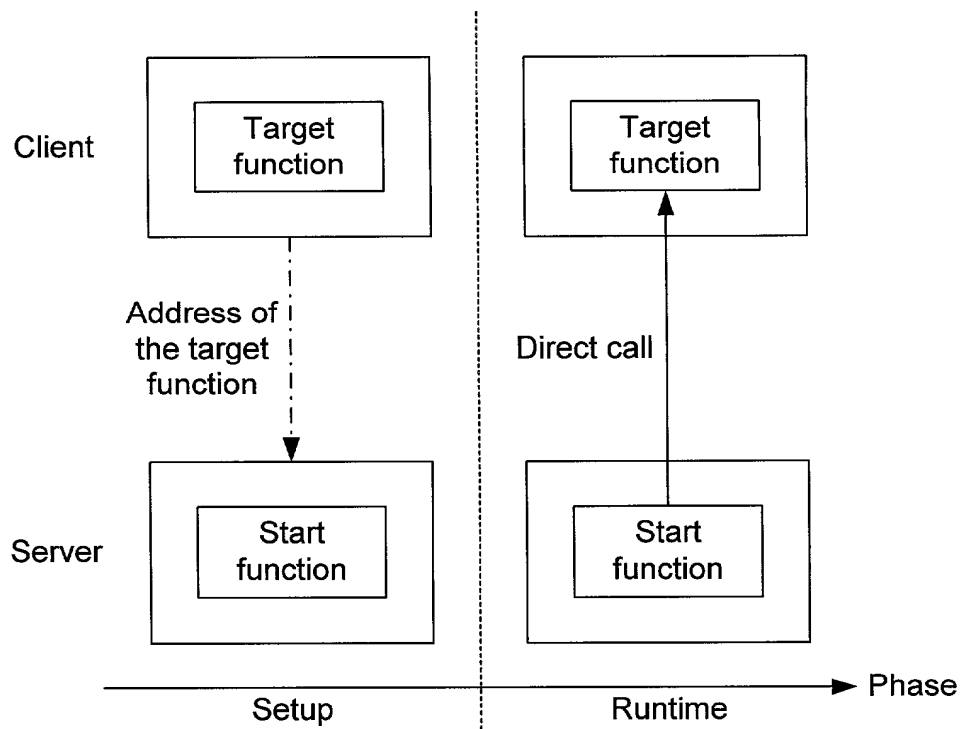 Client
Target
function
Target
function
Address of
the target
function
Direct call
Server
Start
function
Start
function
Setup
Runtime
Phase